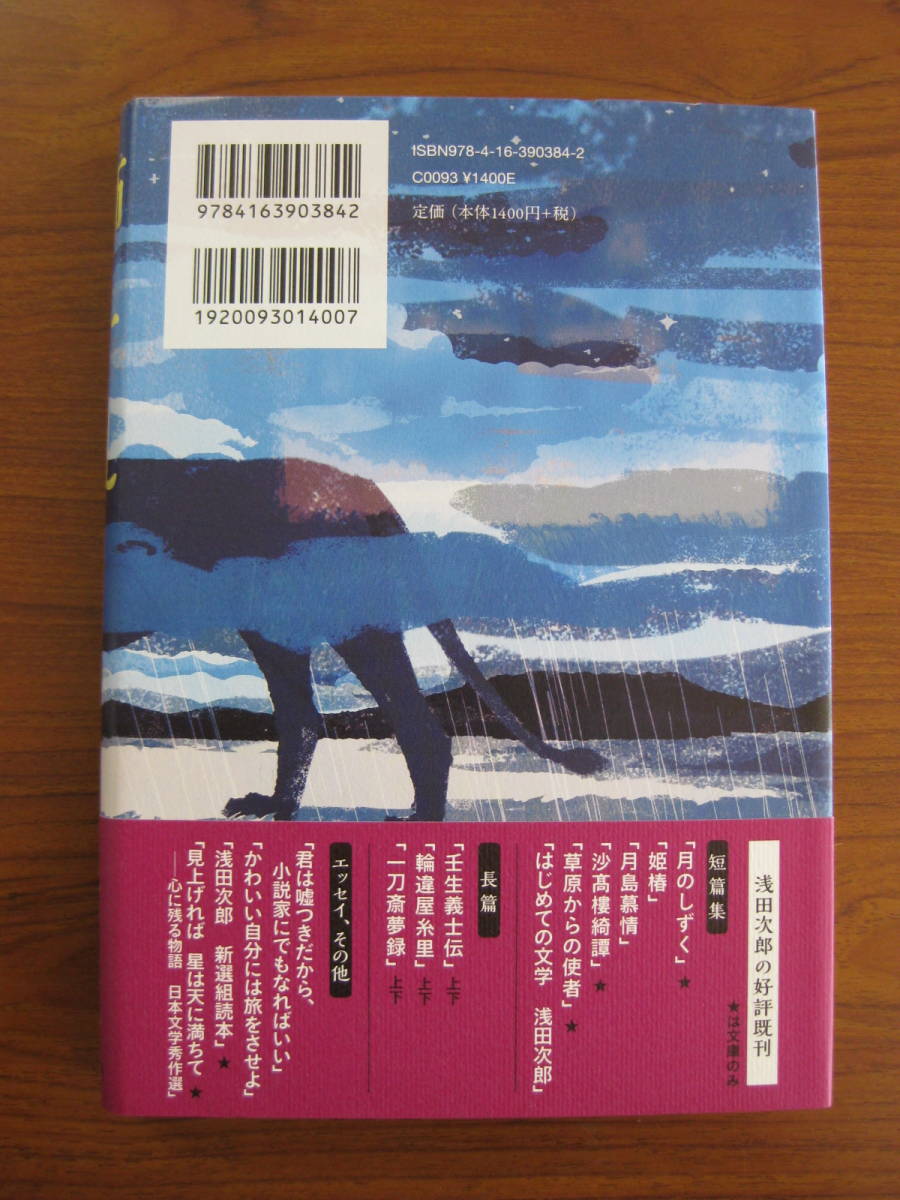 ISBN978-4-16-390384-2
C0093 ¥1400E
定価（本体1400円+税）
9784163903842
1920093014007
浅田次郎の好評既刊
★は文庫のみ
短篇集
「月のしずく」★
「姫椿」
「月島慕情」
「沙髙樓綺譚」★
「草原からの使者」★
「はじめての文学　浅田次郎」
長篇
「壬生義士伝」上下
「輪違屋糸里」上下
「一刀斎夢録」上下
エッセイ、その他
「君は嘘つきだから、
小説家にでもなればいい」
「かわいい自分には旅をさせよ」
「浅田次郎　新選組読本」★
「見上げれば　星は天に満ちて★
──心に残る物語　日本文学秀作選」